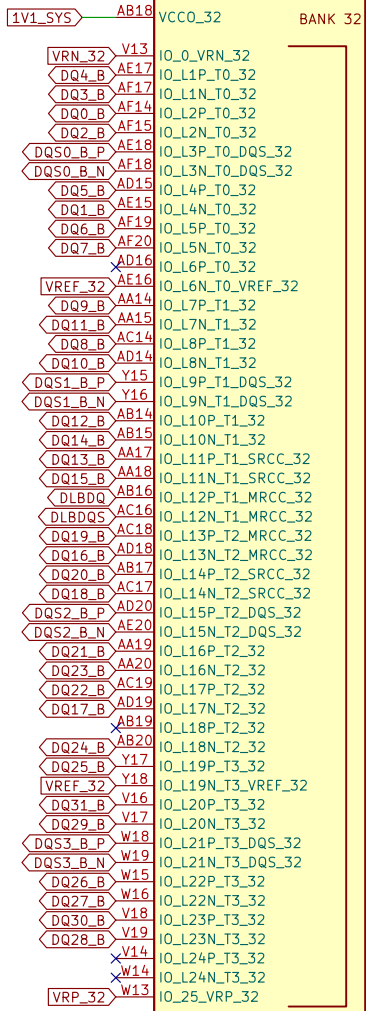 1V1_SYS AB18 VCCO_32 BANK 32
VRN_32 V13 IO_0_VRN_32
DQ4_B AE17 IO_L1P_T0_32
DQ3_B AF17 IO_L1N_T0_32
DQ0_B AF14 IO_L2P_T0_32
DQ2_B AF15 IO_L2N_T0_32
DQS0_B_P AE18 IO_L3P_T0_DQS_32
DQS0_B_N AF18 IO_L3N_T0_DQS_32
DQ5_B AD15 IO_L4P_T0_32
DQ1_B AE15 IO_L4N_T0_32
DQ6_B AF19 IO_L5P_T0_32
DQ7_B AF20 IO_L5N_T0_32
AD16 IO_L6P_T0_32
VREF_32 AE16 IO_L6N_T0_VREF_32
DQ9_B AA14 IO_L7P_T1_32
DQ11_B AA15 IO_L7N_T1_32
DQ8_B AC14 IO_L8P_T1_32
DQ10_B AD14 IO_L8N_T1_32
DQS1_B_P Y15 IO_L9P_T1_DQS_32
DQS1_B_N Y16 IO_L9N_T1_DQS_32
DQ12_B AB14 IO_L10P_T1_32
DQ14_B AB15 IO_L10N_T1_32
DQ13_B AA17 IO_L11P_T1_SRCC_32
DQ15_B AA18 IO_L11N_T1_SRCC_32
DLBDQ AB16 IO_L12P_T1_MRCC_32
DLBDQS AC16 IO_L12N_T1_MRCC_32
DQ19_B AC18 IO_L13P_T2_MRCC_32
DQ16_B AD18 IO_L13N_T2_MRCC_32
DQ20_B AB17 IO_L14P_T2_SRCC_32
DQ18_B AC17 IO_L14N_T2_SRCC_32
DQS2_B_P AD20 IO_L15P_T2_DQS_32
DQS2_B_N AE20 IO_L15N_T2_DQS_32
DQ21_B AA19 IO_L16P_T2_32
DQ23_B AA20 IO_L16N_T2_32
DQ22_B AC19 IO_L17P_T2_32
DQ17_B AD19 IO_L17N_T2_32
AB19 IO_L18P_T2_32
DQ24_B AB20 IO_L18N_T2_32
DQ25_B Y17 IO_L19P_T3_32
VREF_32 Y18 IO_L19N_T3_VREF_32
DQ31_B V16 IO_L20P_T3_32
DQ29_B V17 IO_L20N_T3_32
DQS3_B_P W18 IO_L21P_T3_DQS_32
DQS3_B_N W19 IO_L21N_T3_DQS_32
DQ26_B W15 IO_L22P_T3_32
DQ27_B W16 IO_L22N_T3_32
DQ30_B V18 IO_L23P_T3_32
DQ28_B V19 IO_L23N_T3_32
V14 IO_L24P_T3_32
W14 IO_L24N_T3_32
VRP_32 W13 IO_25_VRP_32